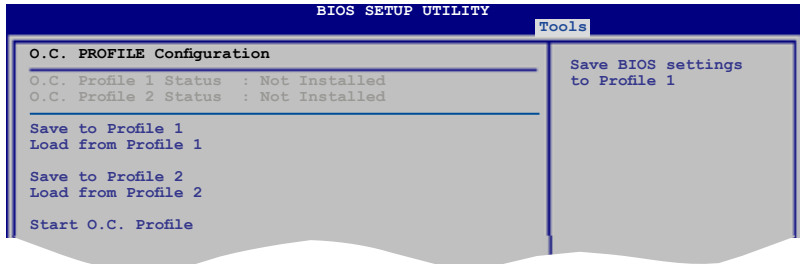 BIOS SETUP UTILITY
Tools
O.C. PROFILE Configuration
O.C. Profile 1 Status : Not Installed
O.C. Profile 2 Status : Not Installed
Save to Profile 1
Load from Profile 1
Save to Profile 2
Load from Profile 2
Start O.C. Profile
Save BIOS settings
to Profile 1